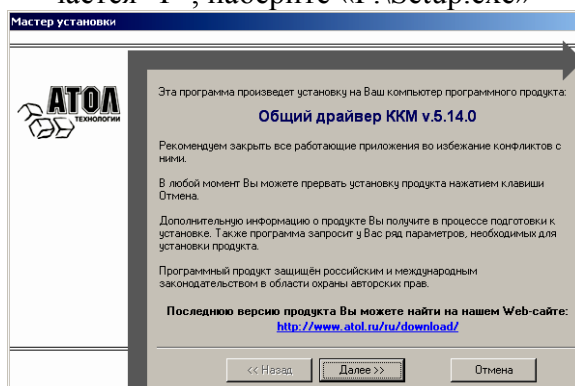 чается "F", наберите «F:\Setup.exe»
Мастер установки
АТОЛ
ТЕХНОЛОГИИ
Эта программа произведет установку на Ваш компьютер программного продукта:
Общий драйвер ККМ v.5.14.0
Рекомендуем закрыть все работающие приложения во избежание конфликтов с
ними.
В любой момент Вы можете прервать установку продукта нажатием клавиши
Отмена.
Дополнительную информацию о продукте Вы получите в процессе подготовки к
установке. Также программа запросит у Вас ряд параметров, необходимых для
установки продукта.
Программный продукт защищён российским и международным
законодательством в области охраны авторских прав.
Последнюю версию продукта Вы можете найти на нашем Web-сайте:
http://www.atol.ru/ru/download/
<< Назад Далее >> Отмена